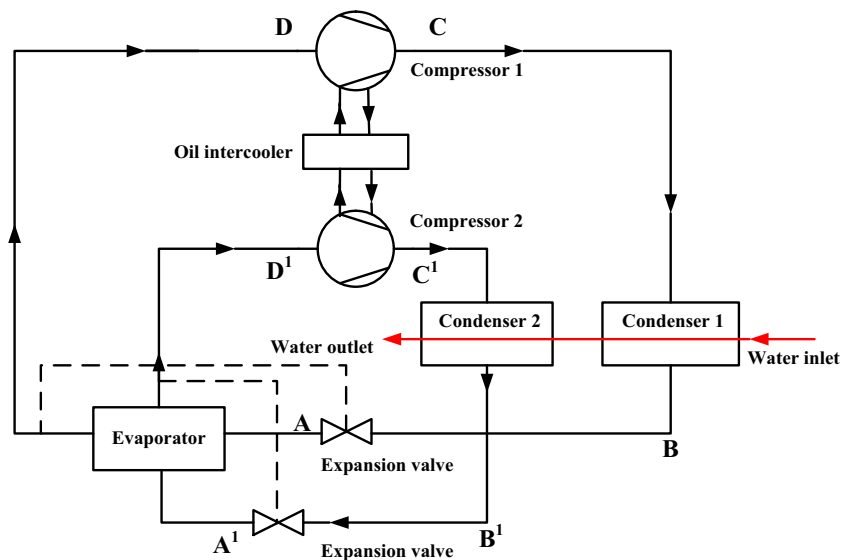 D
C
Compressor 1
Oil intercooler
Compressor 2
D¹
C¹
Condenser 2
Condenser 1
Water outlet
Water inlet
A
Evaporator
B
Expansion valve
A¹
B¹
Expansion valve